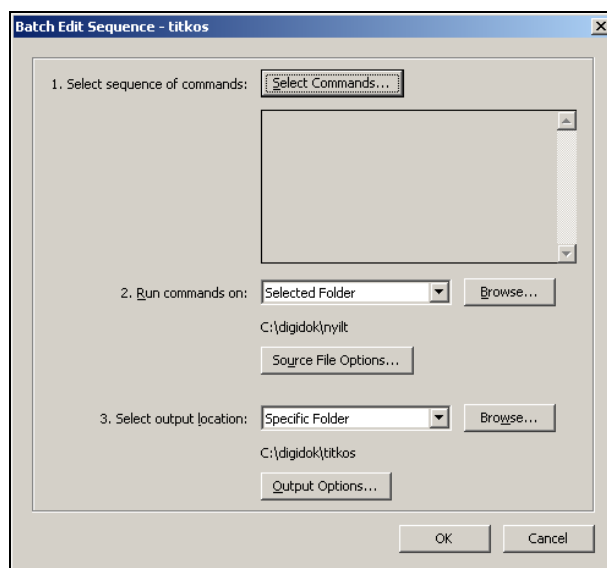 Batch Edit Sequence - titkos
1. Select sequence of commands: Select Commands...
2. Run commands on: Selected Folder Browse...
C:\digidok\nyilt
Source File Options...
3. Select output location: Specific Folder Browse...
C:\digidok\titkos
Output Options...
OK Cancel